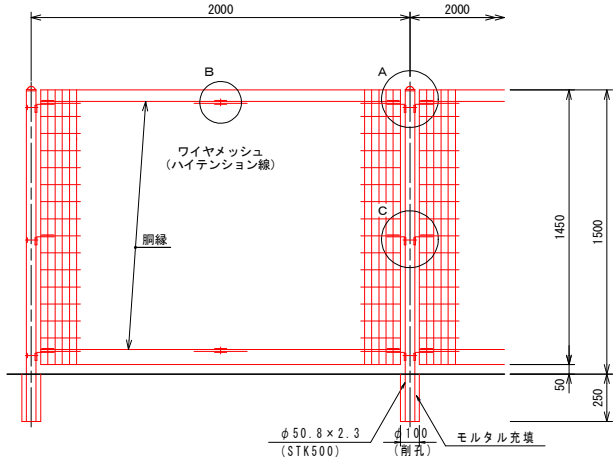 2000
2000
B
A
ワイヤメッシュ
(ハイテンション線)
C
胴縁
1450
1500
50
250
φ50.8×2.3
(STK500)
φ100
(削孔)
モルタル充填